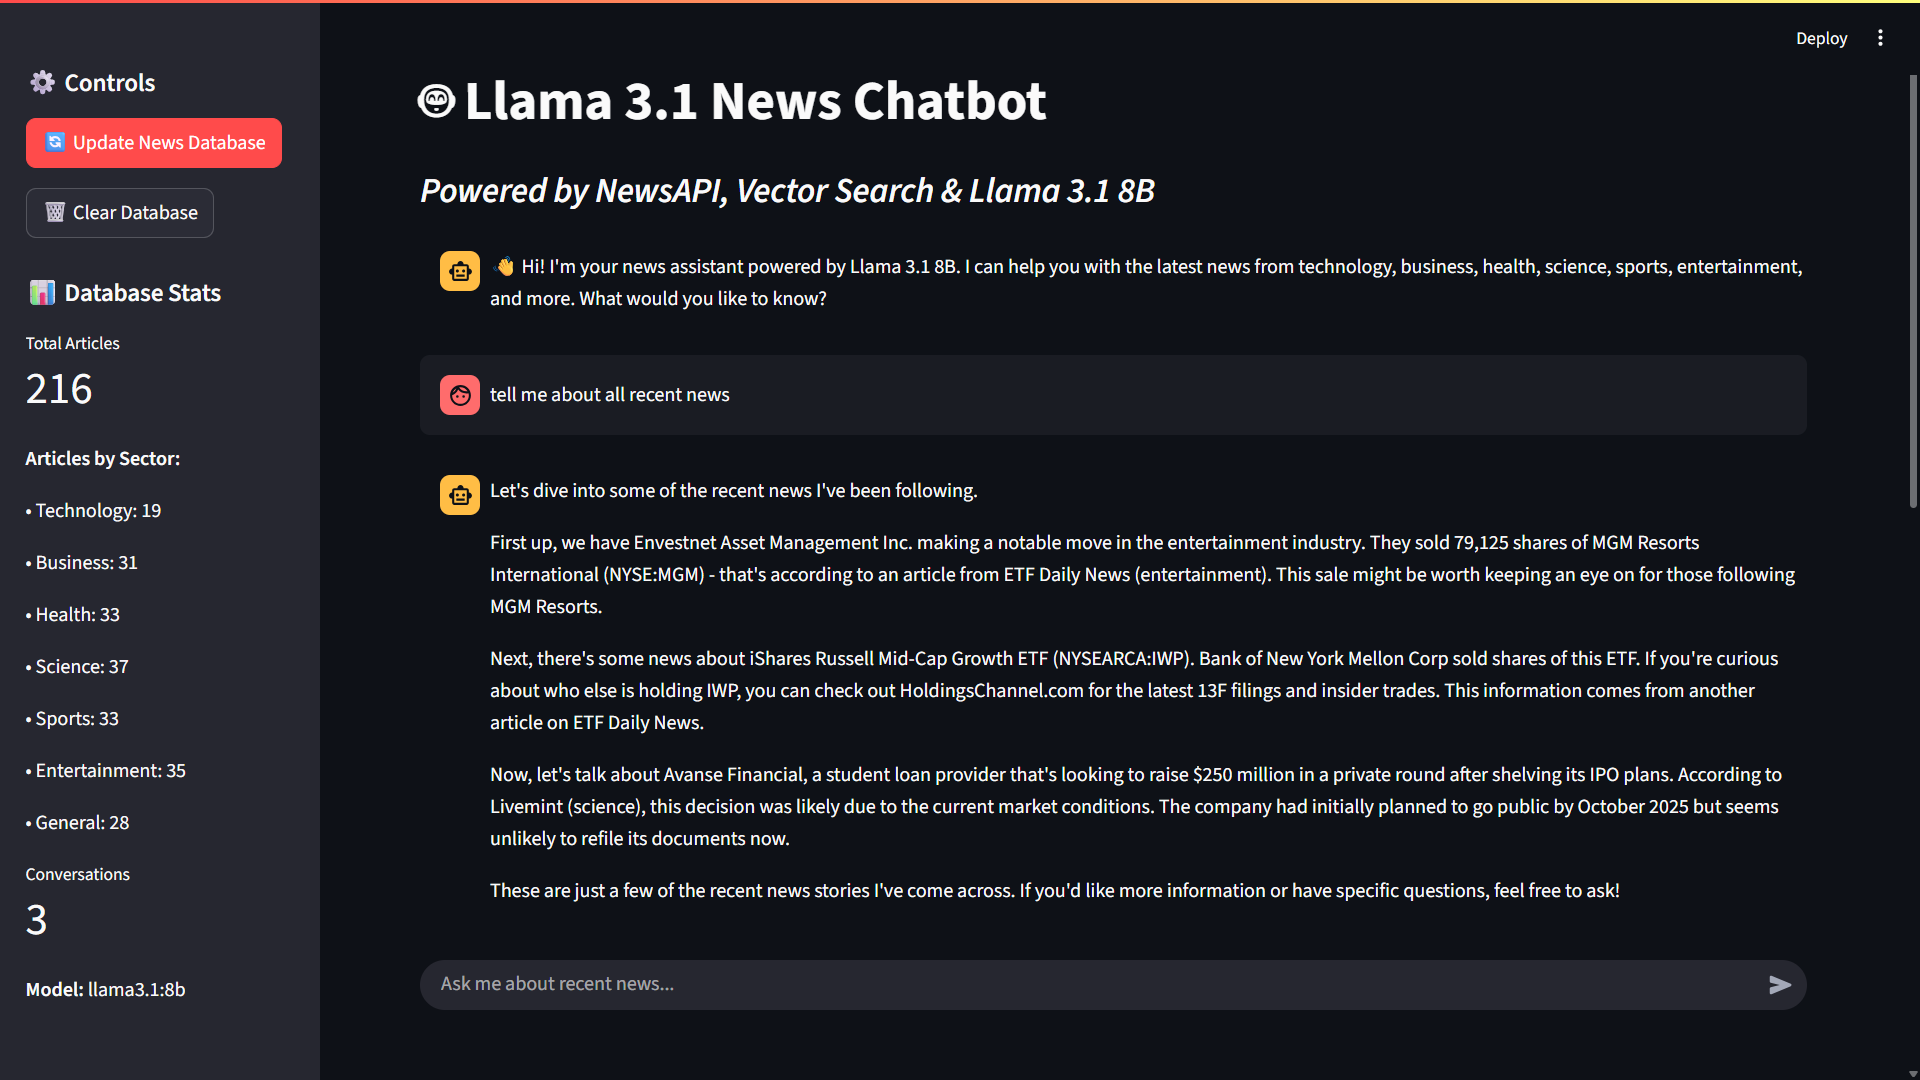 Deploy
Controls
Update News Database
Clear Database
Database Stats
Total Articles
216
Articles by Sector:
• Technology: 19
• Business: 31
• Health: 33
• Science: 37
• Sports: 33
• Entertainment: 35
• General: 28
Conversations
3
Model: llama3.1:8b
Llama 3.1 News Chatbot
Powered by NewsAPI, Vector Search & Llama 3.1 8B
Hi! I'm your news assistant powered by Llama 3.1 8B. I can help you with the latest news from technology, business, health, science, sports, entertainment,
and more. What would you like to know?
tell me about all recent news
Let's dive into some of the recent news I've been following.
First up, we have Envestnet Asset Management Inc. making a notable move in the entertainment industry. They sold 79,125 shares of MGM Resorts
International (NYSE:MGM) - that's according to an article from ETF Daily News (entertainment). This sale might be worth keeping an eye on for those following
MGM Resorts.
Next, there's some news about iShares Russell Mid-Cap Growth ETF (NYSEARCA:IWP). Bank of New York Mellon Corp sold shares of this ETF. If you're curious
about who else is holding IWP, you can check out HoldingsChannel.com for the latest 13F filings and insider trades. This information comes from another
article on ETF Daily News.
Now, let's talk about Avanse Financial, a student loan provider that's looking to raise $250 million in a private round after shelving its IPO plans. According to
Livemint (science), this decision was likely due to the current market conditions. The company had initially planned to go public by October 2025 but seems
unlikely to refile its documents now.
These are just a few of the recent news stories I've come across. If you'd like more information or have specific questions, feel free to ask!
Ask me about recent news...